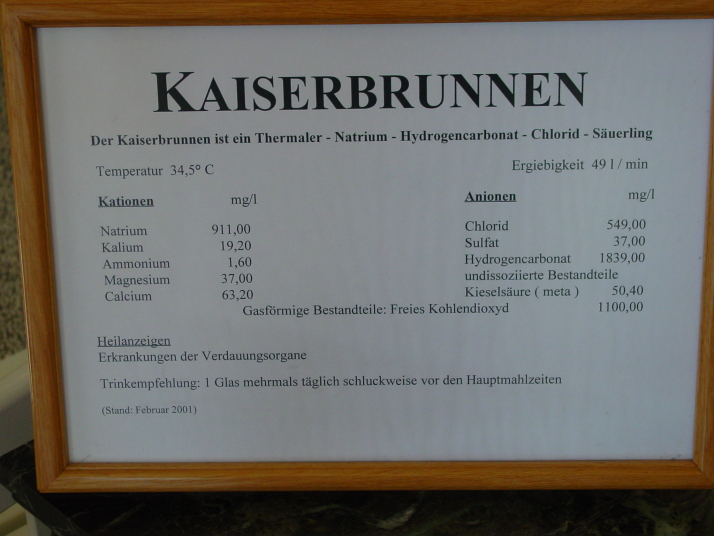 KAISERBRUNNEN
Der Kaiserbrunnen ist ein Thermaler - Natrium - Hydrogencarbonat - Chlorid - Säuerling
Temperatur 34,5° C
Ergiebigkeit 49 l / min
Kationen mg/l
Natrium 911,00
Kalium 19,20
Ammonium 1,60
Magnesium 37,00
Calcium 63,20
Anionen mg/l
Chlorid 549,00
Sulfat 37,00
Hydrogencarbonat 1839,00
undissoziierte Bestandteile
Kieselsäure ( meta ) 50,40
Gasförmige Bestandteile: Freies Kohlendioxyd 1100,00
Heilanzeigen
Erkrankungen der Verdauungsorgane
Trinkempfehlung: 1 Glas mehrmals täglich schluckweise vor den Hauptmahlzeiten
(Stand: Februar 2001)